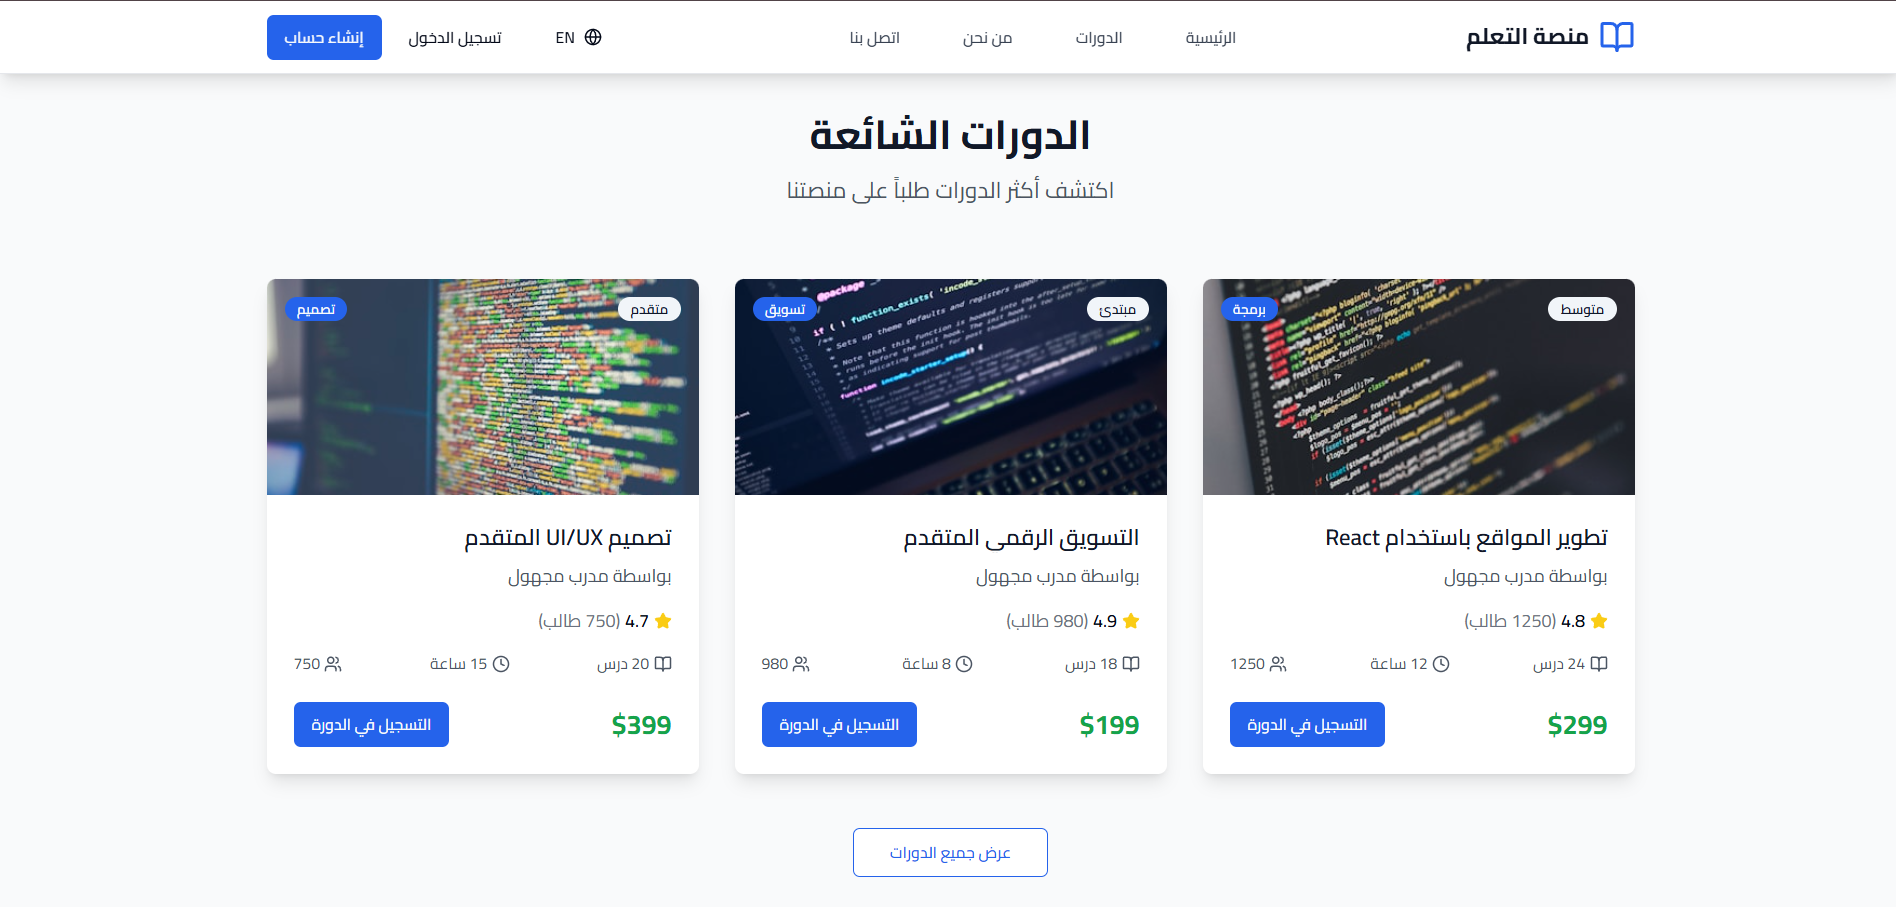 منصة التعلم
الرئيسية
الدورات
من نحن
اتصل بنا
EN
تسجيل الدخول
إنشاء حساب
الدورات الشائعة
اكتشف أكثر الدورات طلباً على منصتنا
متوسط
برمجة
تطوير المواقع باستخدام React
بواسطة مدرب مجهول
4.8 (1250 طالب)
24 درس
12 ساعة
1250
$299
التسجيل في الدورة
مبتدئ
تسويق
التسويق الرقمي المتقدم
بواسطة مدرب مجهول
4.9 (980 طالب)
18 درس
8 ساعة
980
$199
التسجيل في الدورة
متقدم
تصميم
تصميم UI/UX المتقدم
بواسطة مدرب مجهول
4.7 (750 طالب)
20 درس
15 ساعة
750
$399
التسجيل في الدورة
عرض جميع الدورات